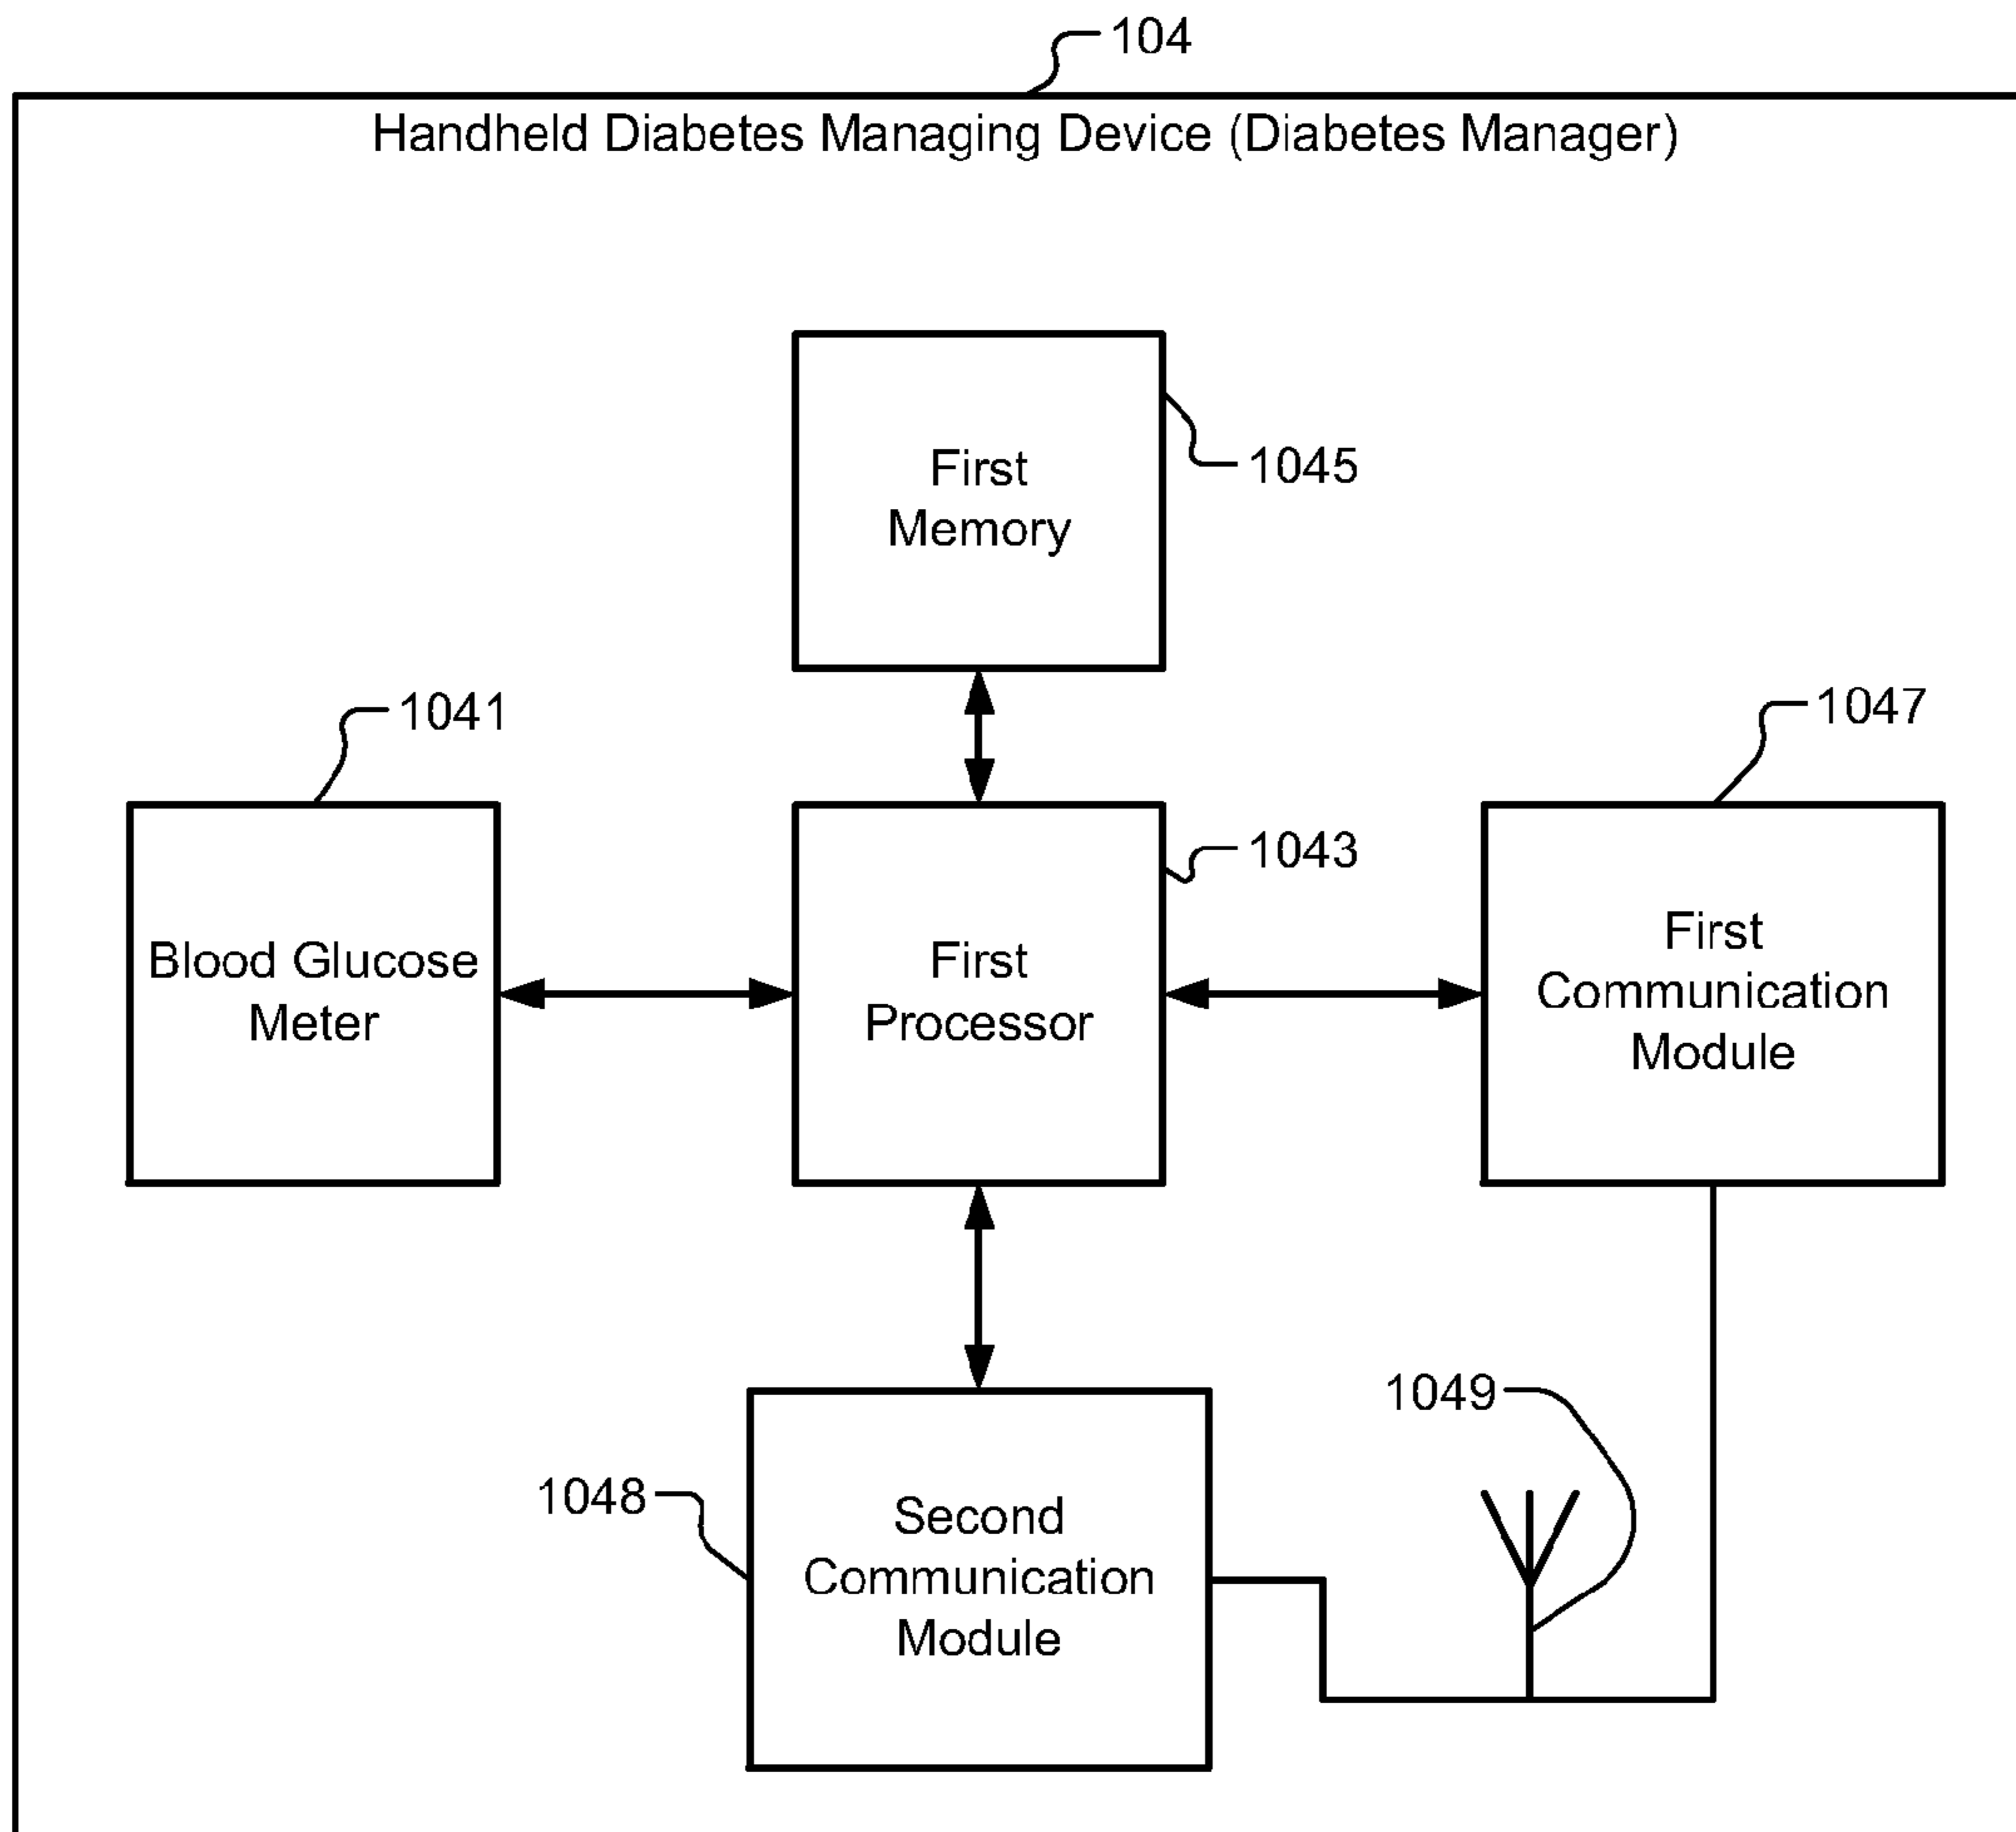 104
Handheld Diabetes Managing Device (Diabetes Manager)
First
Memory
1045
1041
1047
Blood Glucose
Meter
First
Processor
1043
First
Communication
Module
1049
1048
Second
Communication
Module